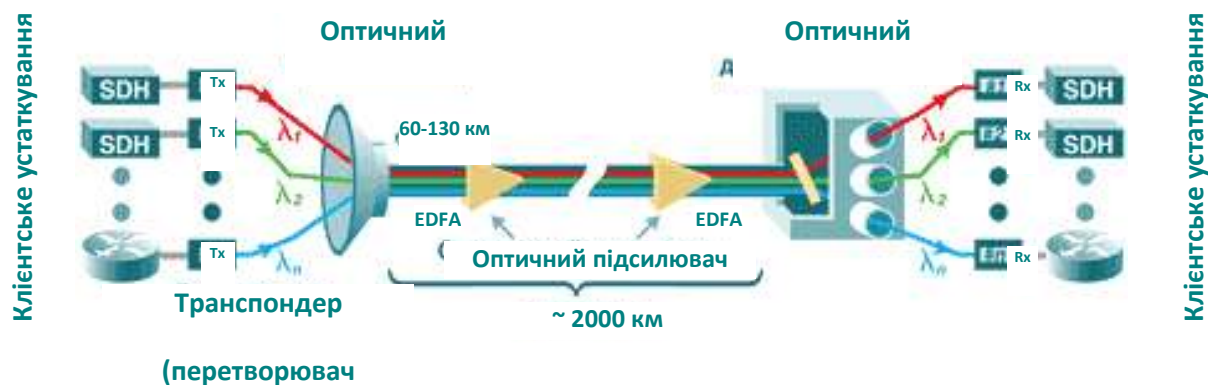 Клієнтське устаткування
Оптичний
Оптичний
Клієнтське устаткування
Д
SDH Tx
Rx SDH
λ1
60-130 км
λ1
SDH Tx
Rx SDH
λ2
λ2
EDFA
EDFA
Tx
Rx
λn
Оптичний підсилювач
λn
Транспондер
~ 2000 км
(перетворювач